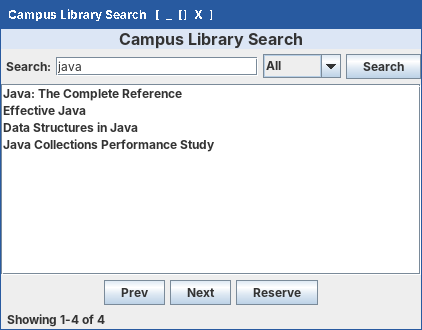 Campus Library Search [ _ [] X ]
Campus Library Search
Search: java All Search
Java: The Complete Reference
Effective Java
Data Structures in Java
Java Collections Performance Study
Prev Next Reserve
Showing 1-4 of 4